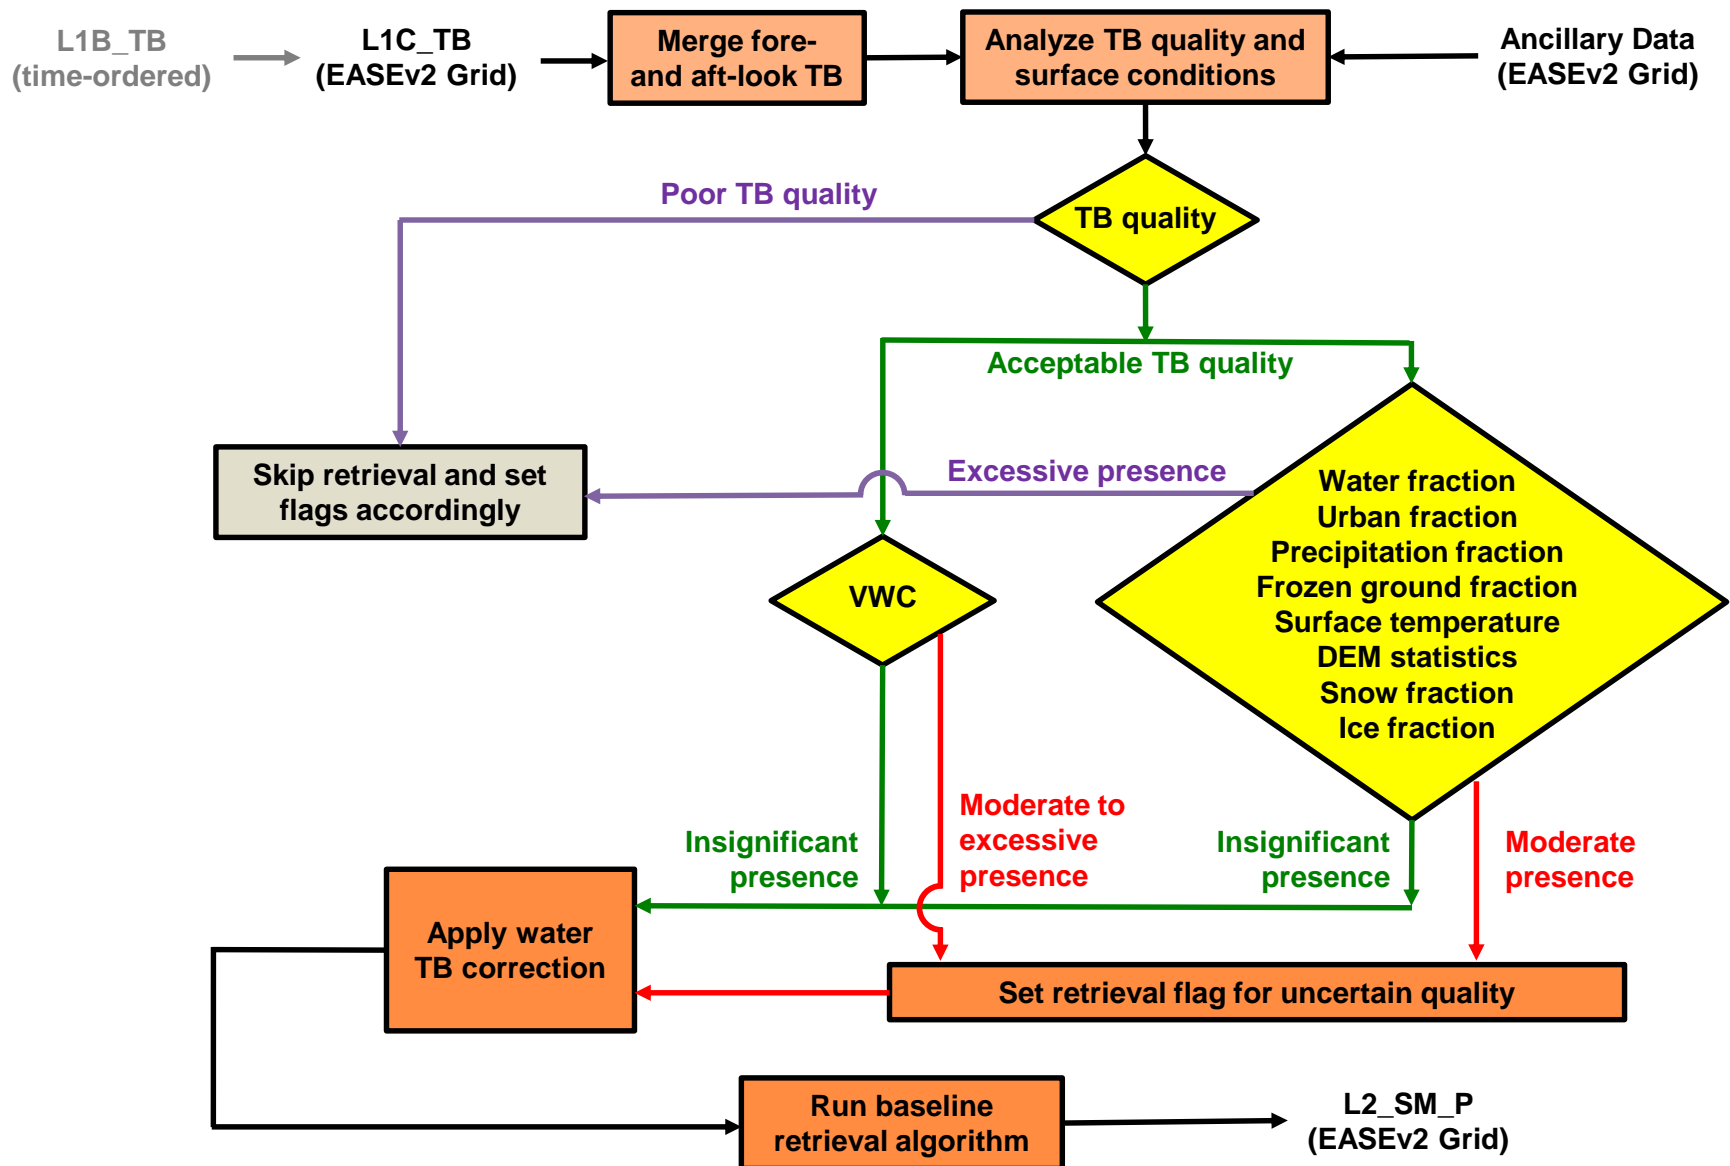 L1B_TB
(time-ordered)
L1C_TB
(EASEv2 Grid)
Merge fore-
and aft-look TB
Analyze TB quality and
surface conditions
Ancillary Data
(EASEv2 Grid)
Poor TB quality
TB quality
Acceptable TB quality
Skip retrieval and set
flags accordingly
Excessive presence
VWC
Water fraction
Urban fraction
Precipitation fraction
Frozen ground fraction
Surface temperature
DEM statistics
Snow fraction
Ice fraction
Insignificant
presence
Moderate to
excessive
presence
Insignificant
presence
Moderate
presence
Apply water
TB correction
Set retrieval flag for uncertain quality
Run baseline
retrieval algorithm
L2_SM_P
(EASEv2 Grid)